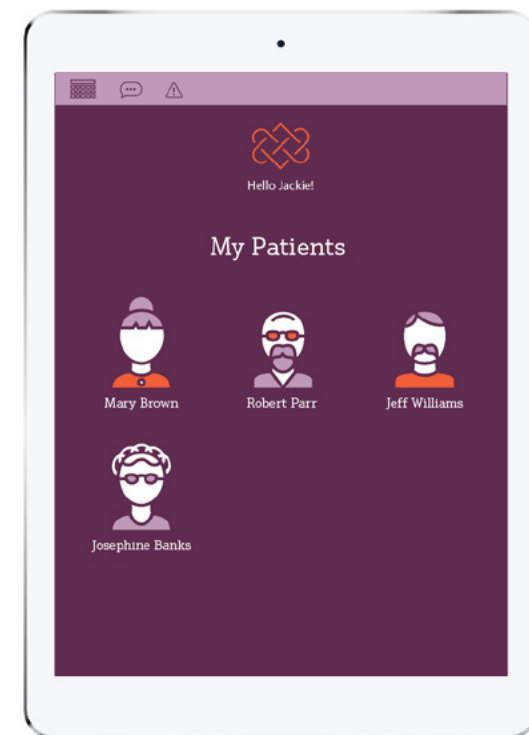 Hello Jackie!
My Patients
Mary Brown
Robert Parr
Jeff Williams
Josephine Banks